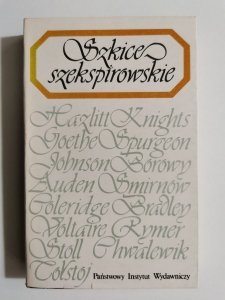 Szkice
szekspirowskie
Hazlitt Knights
Goethe Spurgeon
Johnson Borowy
Auden Smirnow
Coleridge Bradley
Voltaire Rymer
Stoll Chwalewik
Tołstoj Państwowy Instytut Wydawniczy